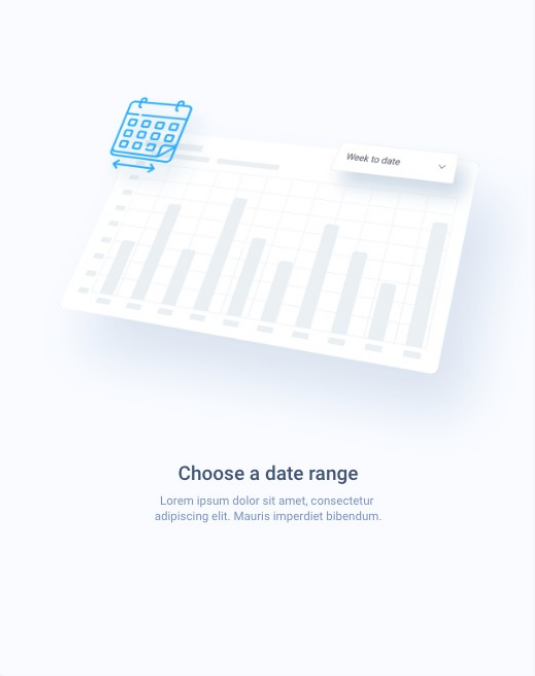 Week to date
Choose a date range
Lorem ipsum dolor sit amet, consectetur
adipiscing elit. Mauris imperdiet bibendum.